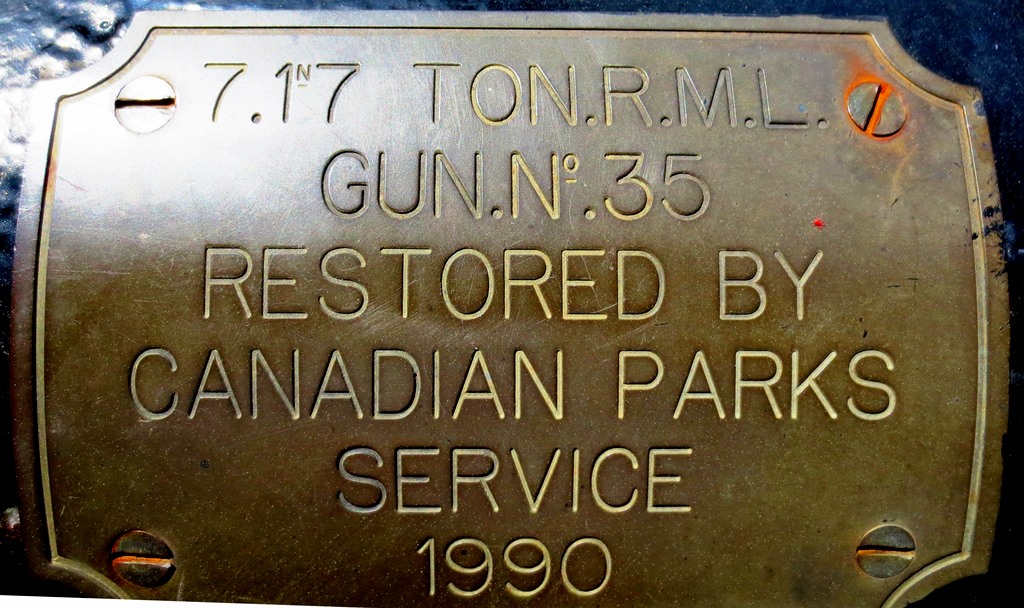 7.1ᴺ7 TON.R.M.L.
GUN.Nº.35
RESTORED BY
CANADIAN PARKS
SERVICE
1990